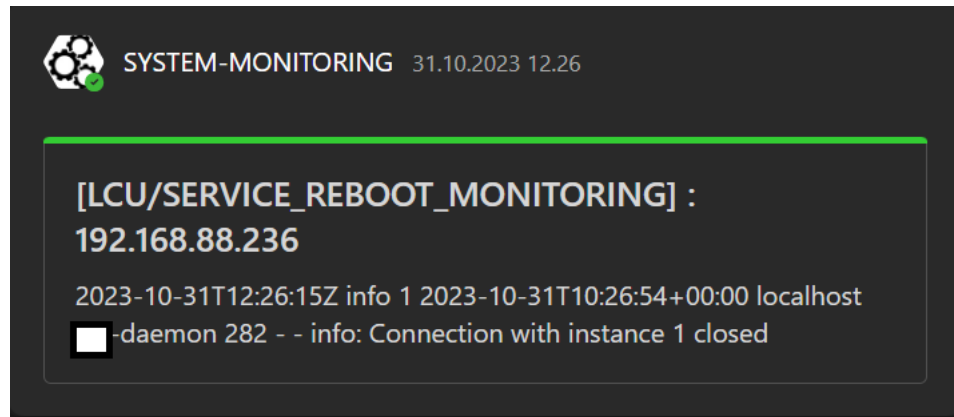 SYSTEM-MONITORING 31.10.2023 12.26
[LCU/SERVICE_REBOOT_MONITORING] :
192.168.88.236
2023-10-31T12:26:15Z info 1 2023-10-31T10:26:54+00:00 localhost
-daemon 282 - - info: Connection with instance 1 closed